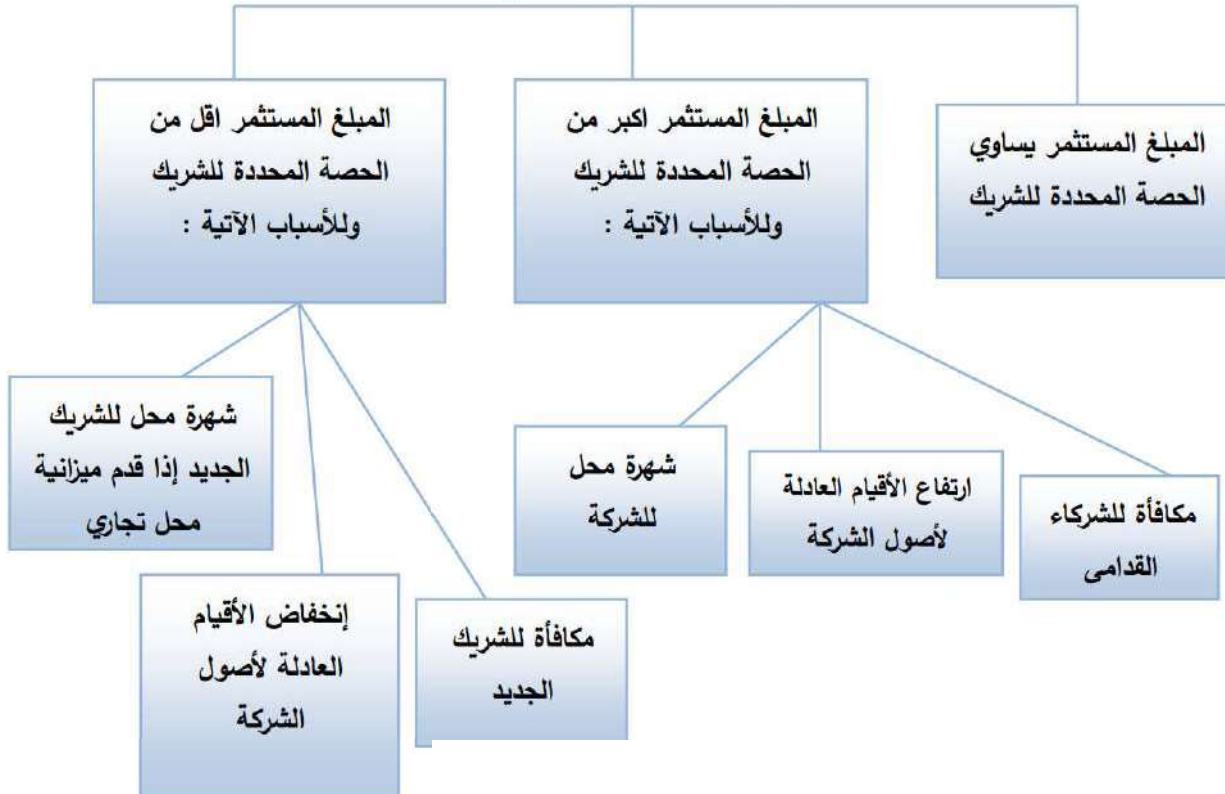 المبلغ المستثمر يساوي
الحصة المحددة للشريك
المبلغ المستثمر اكبر من
الحصة المحددة للشريك
وللأسباب الآتية :
المبلغ المستثمر اقل من
الحصة المحددة للشريك
وللأسباب الآتية :
مكافأة للشركاء
القدامى
ارتفاع الأقيام العادلة
لأصول الشركة
شهرة محل
للشركة
شهرة محل للشريك
الجديد إذا قدم ميزانية
محل تجاري
مكافأة للشريك
الجديد
إنخفاض الأقيام
العادلة لأصول
الشركة